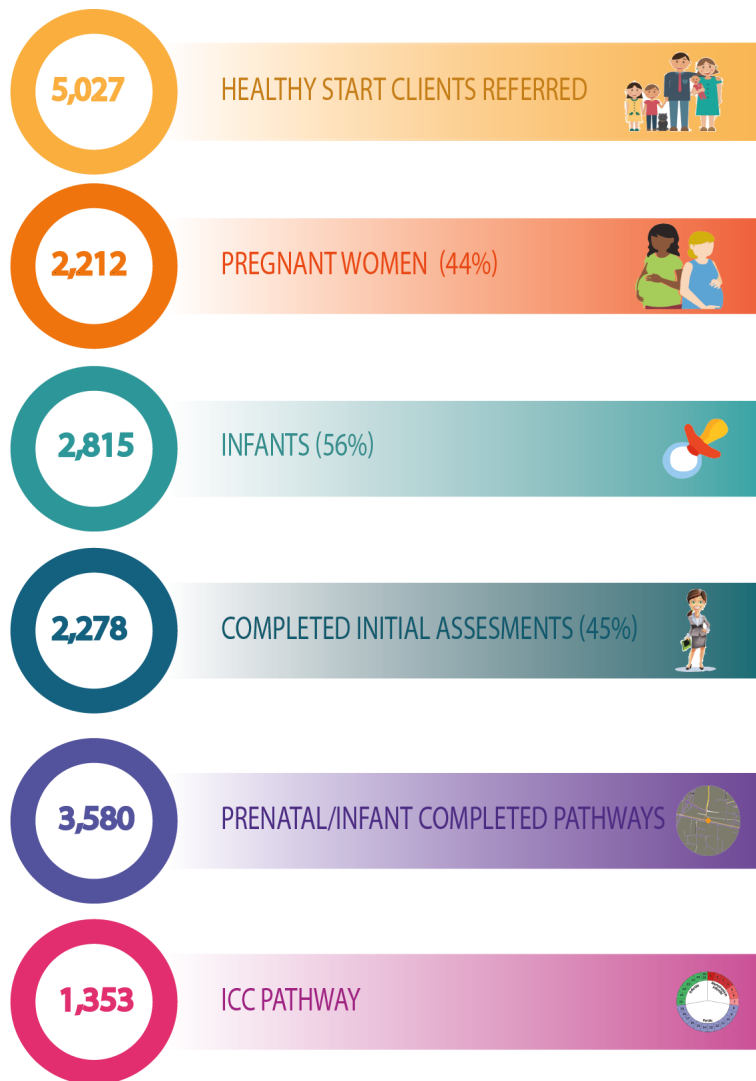 5,027
HEALTHY START CLIENTS REFERRED
2,212
PREGNANT WOMEN (44%)
2,815
INFANTS (56%)
2,278
COMPLETED INITIAL ASSESMENTS (45%)
3,580
PRENATAL/INFANT COMPLETED PATHWAYS
1,353
ICC PATHWAY